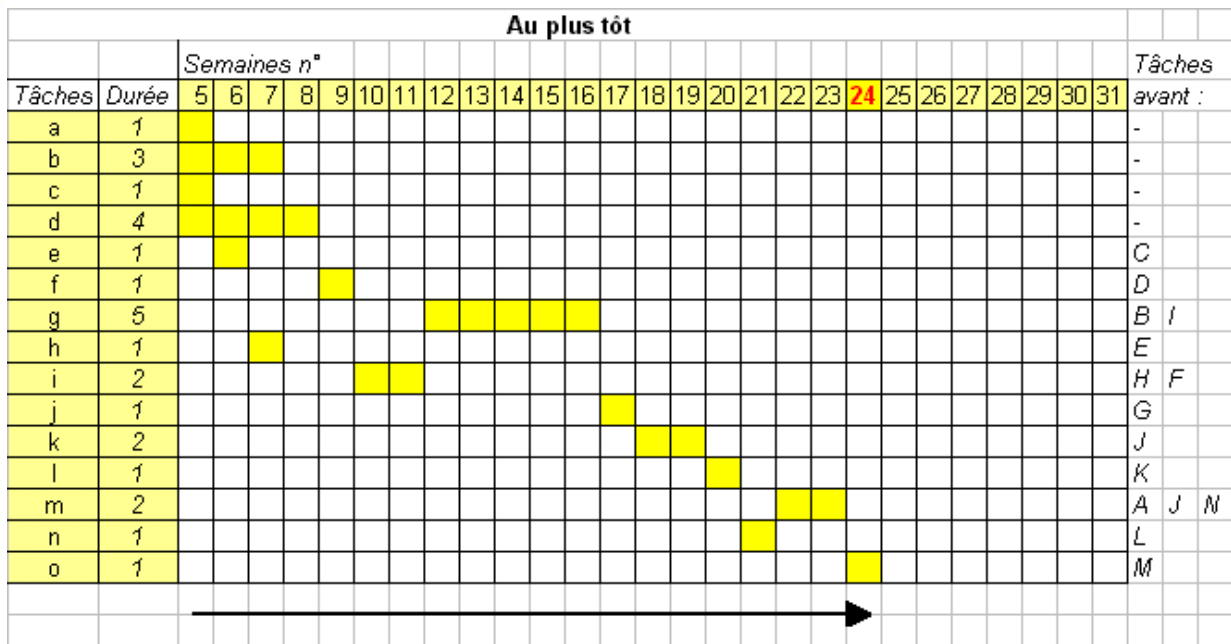 Au plus tôt
Semaines n° Tâches
Tâches Durée 5 6 7 8 9 10 11 12 13 14 15 16 17 18 19 20 21 22 23 24 25 26 27 28 29 30 31 avant :
a 1 -
b 3 -
c 1 -
d 4 -
e 1 C
f 1 D
g 5 B I
h 1 E
i 2 H F
j 1 G
k 2 J
l 1 K
m 2 A J N
n 1 L
o 1 M